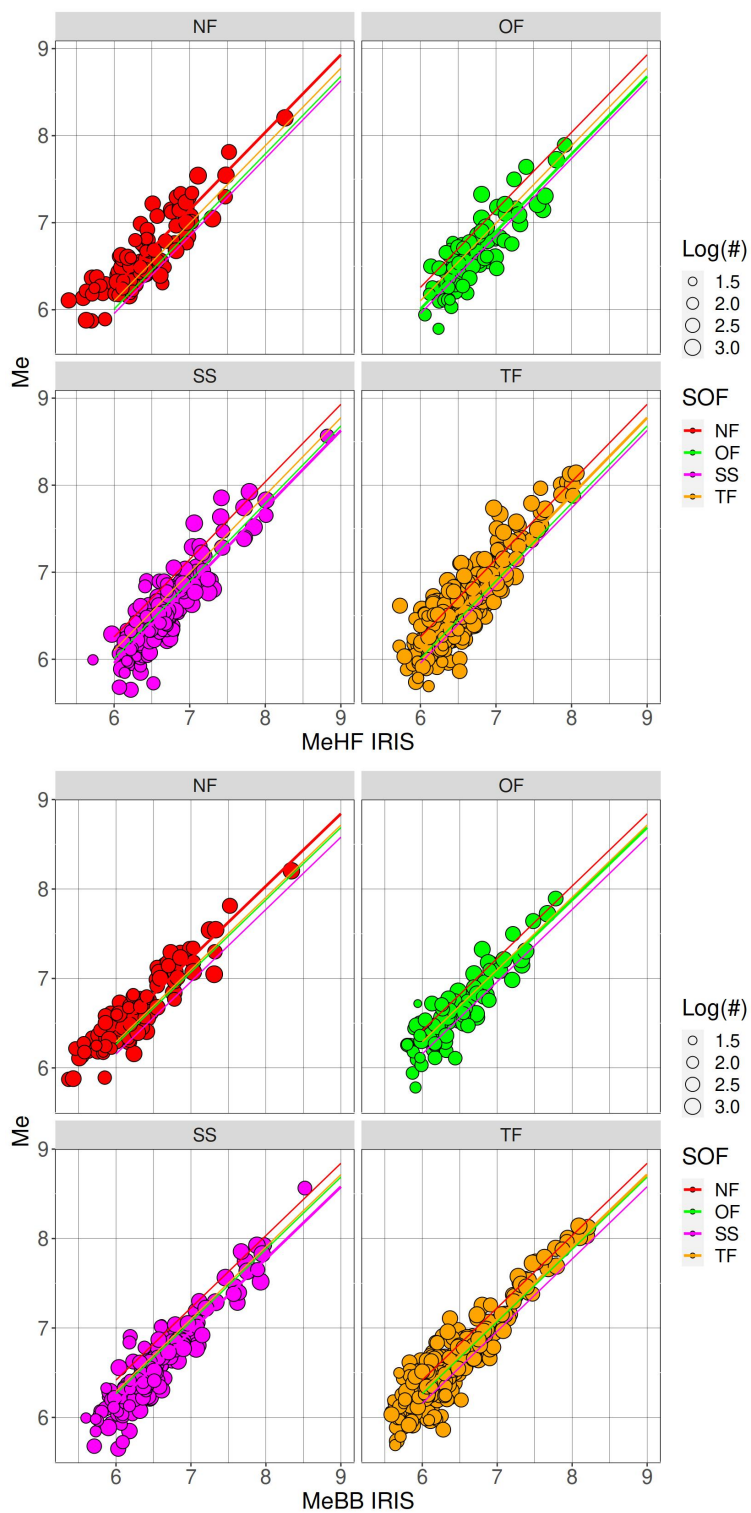 NF OF
9
8
7
6
Log(#)
1.5
2.0
2.5
3.0
Me
SS TF
9
8
7
6
SOF
NF
OF
SS
TF
6 7 8 9 6 7 8 9
MeHF IRIS
NF OF
9
8
7
6
Log(#)
1.5
2.0
2.5
3.0
Me
SS TF
9
8
7
6
SOF
NF
OF
SS
TF
6 7 8 9 6 7 8 9
MeBB IRIS